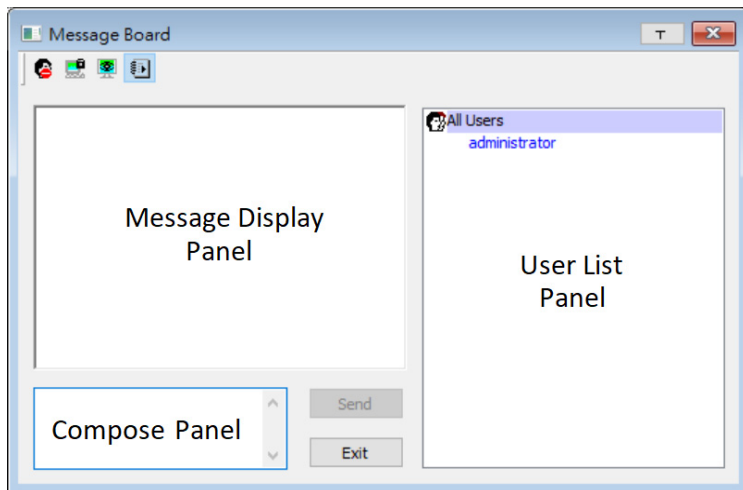 Message Board
All Users
administrator
Message Display
Panel
User List
Panel
Compose Panel
Send
Exit